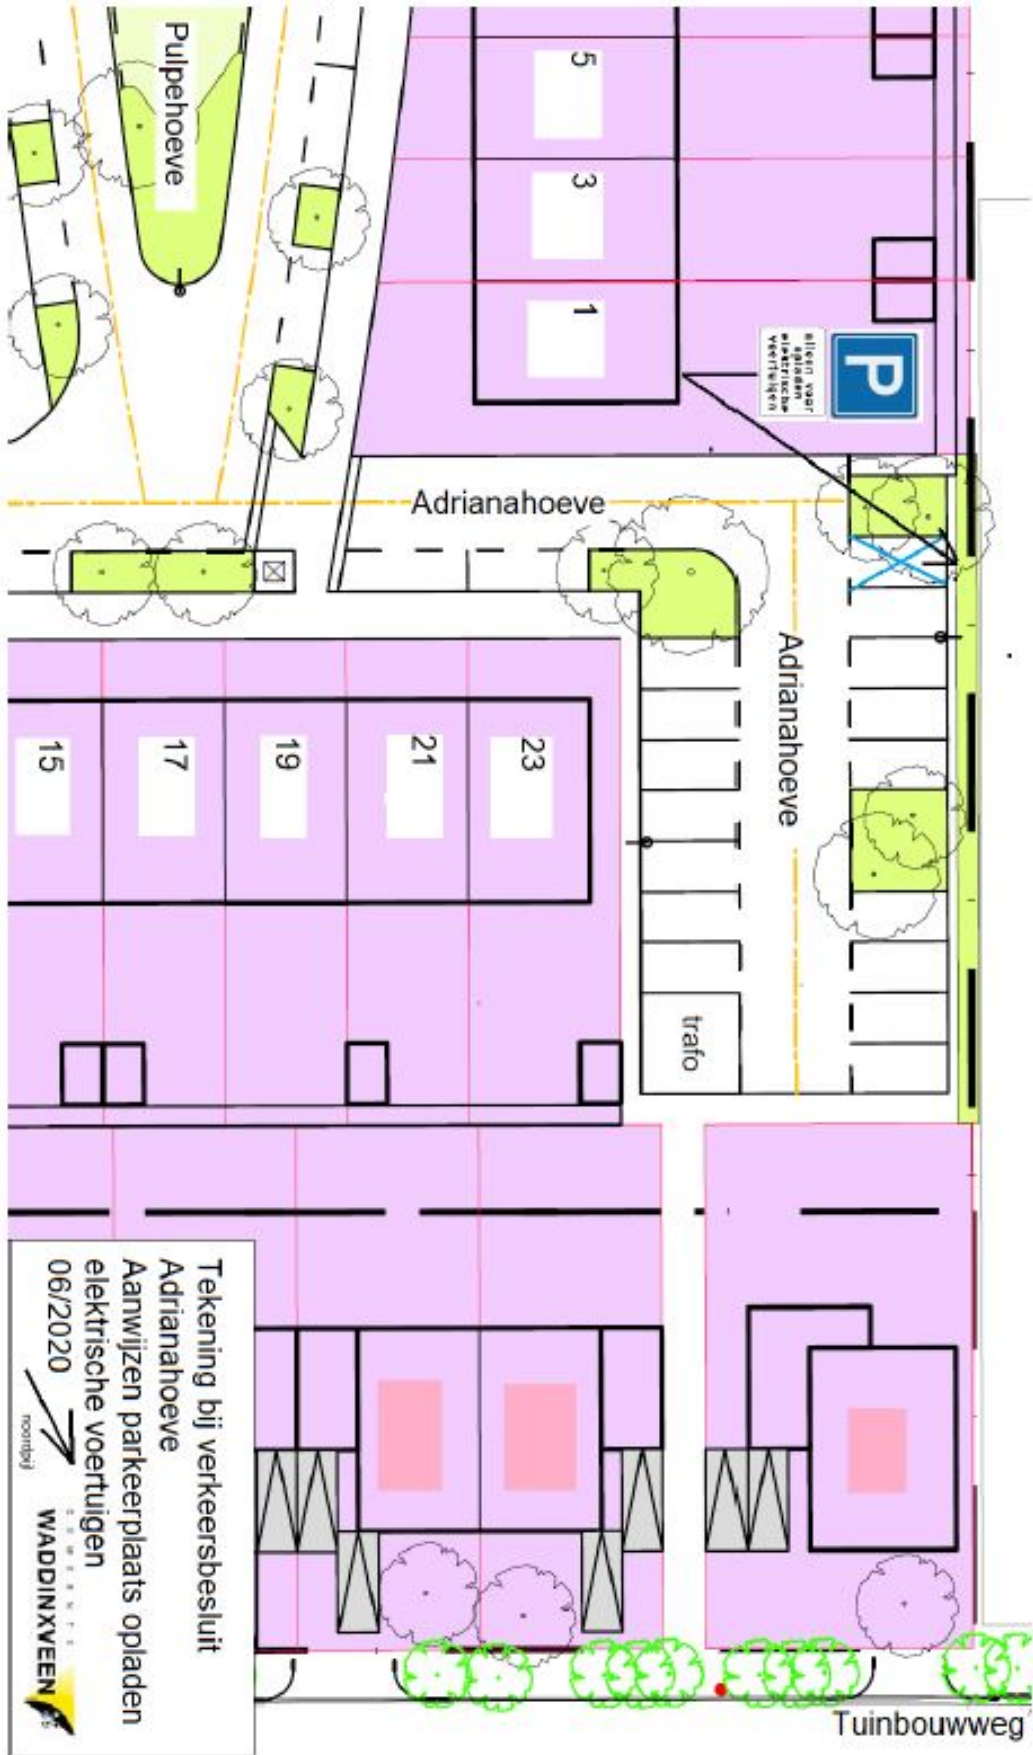 Pulpehoeve
5
3
1
P
alleen voor
opladen
elektrische
voertuigen
Adrianahoeve
Adrianahoeve
15
17
19
21
23
trafo
Tekening bij verkeersbesluit
Adrianahoeve
Aanwijzen parkeerplaats opladen
elektrische voertuigen
06/2020
noordpijl
gemeente
WADDINXVEEN
Tuinbouwweg